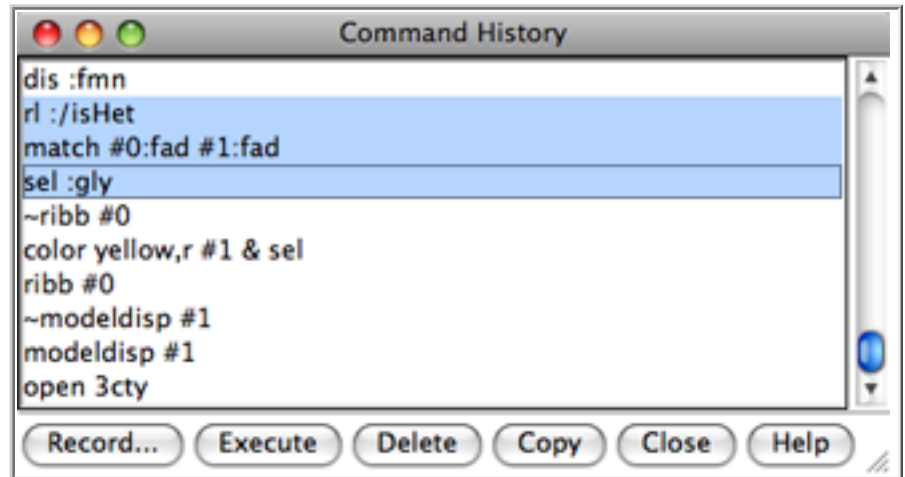 Command History
dis :fmn
rl :/isHet
match #0:fad #1:fad
sel :gly
~ribb #0
color yellow,r #1 & sel
ribb #0
~modeldisp #1
modeldisp #1
open 3cty
Record... Execute Delete Copy Close Help